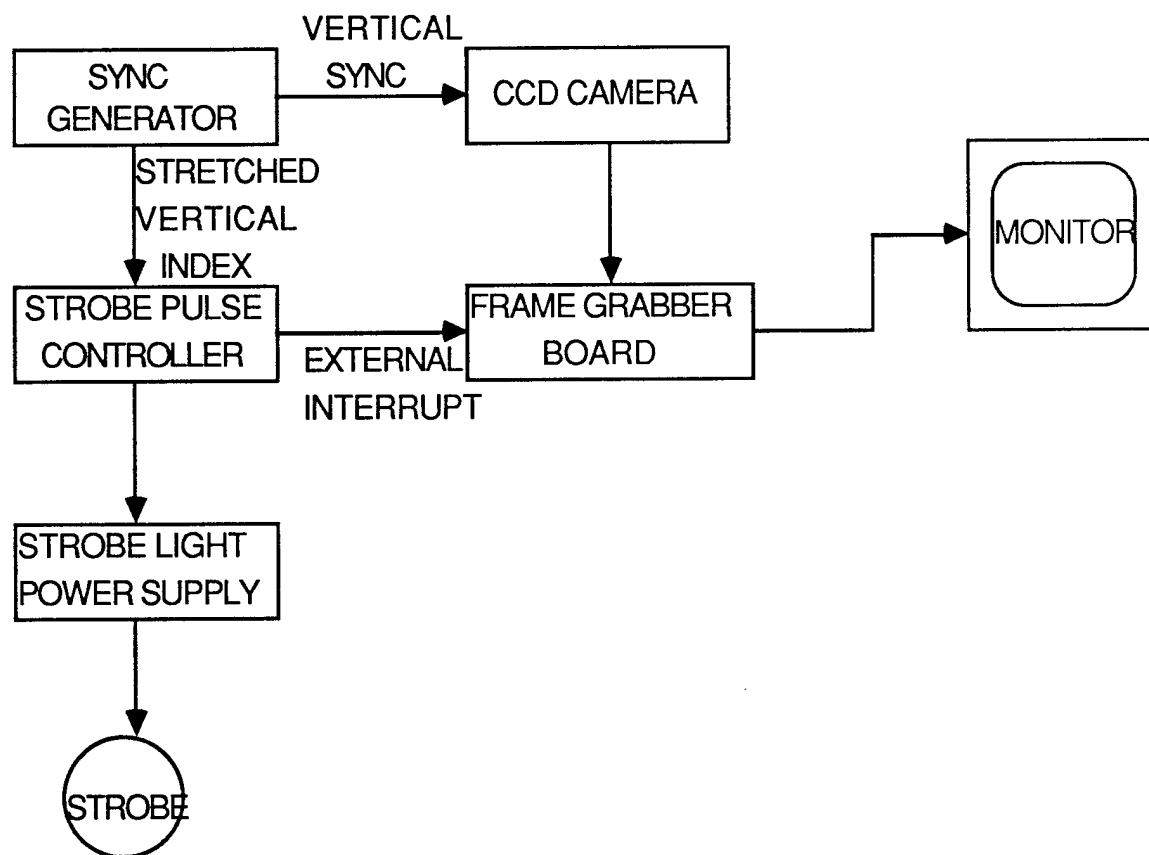 VERTICAL
SYNC
SYNC
GENERATOR
CCD CAMERA
STRETCHED
VERTICAL
INDEX
MONITOR
STROBE PULSE
CONTROLLER
EXTERNAL
INTERRUPT
FRAME GRABBER
BOARD
STROBE LIGHT
POWER SUPPLY
STROBE